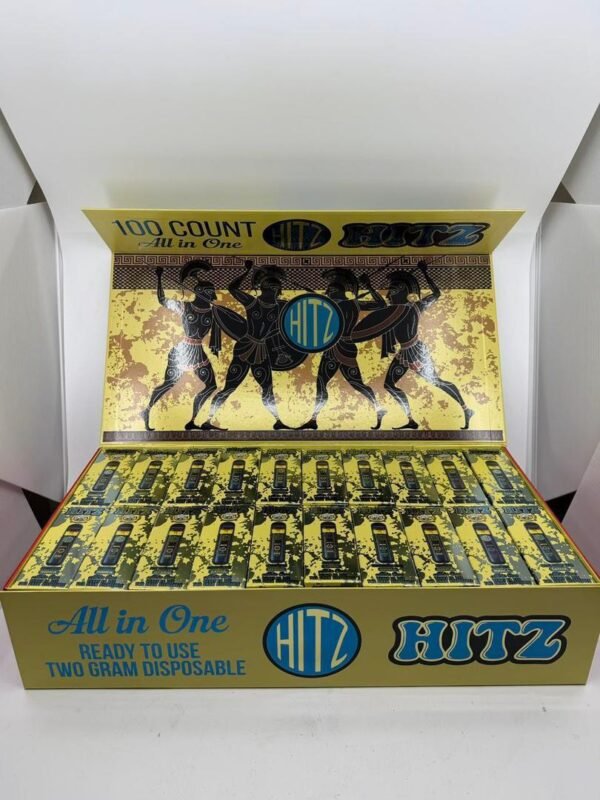 100 COUNT HITZ HITZ
All in One
HITZ
All in One
READY TO USE
TWO GRAM DISPOSABLE
HITZ
HITZ